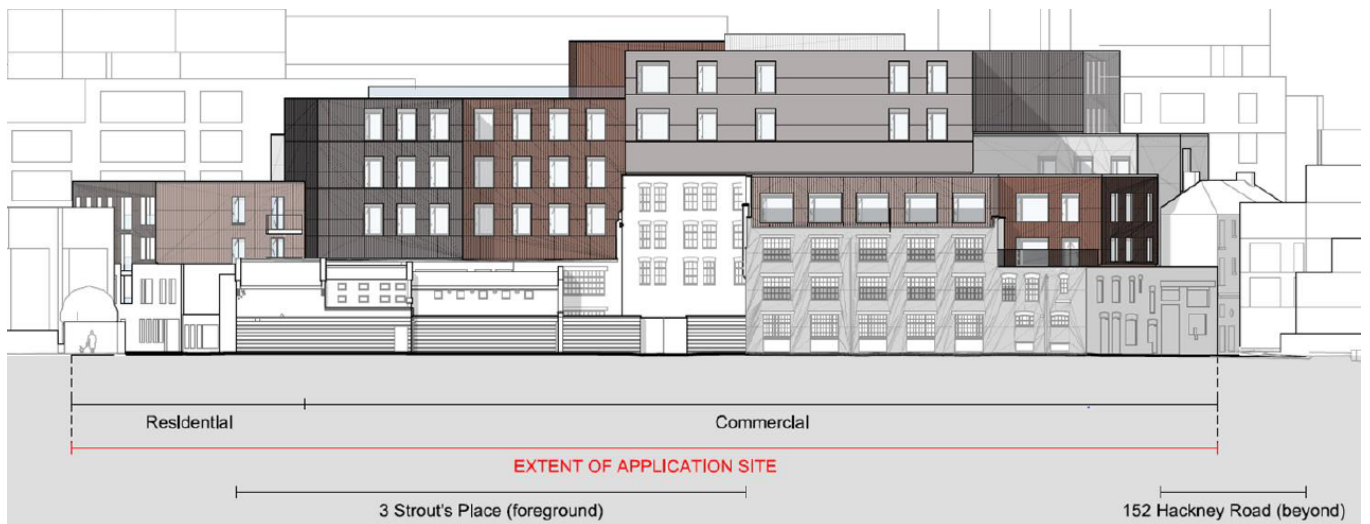 Residential
Commercial
EXTENT OF APPLICATION SITE
3 Strout's Place (foreground)
152 Hackney Road (beyond)